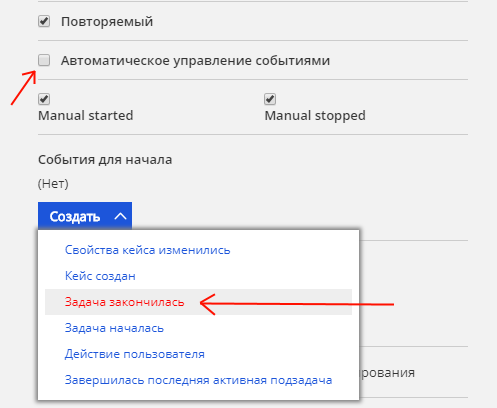 Повторяемый
Автоматическое управление событиями
Manual started Manual stopped
События для начала
(Нет)
Создать
Свойства кейса изменились
Кейс создан
Задача закончилась
Задача началась
Действие пользователя
Завершилась последняя активная подзадача